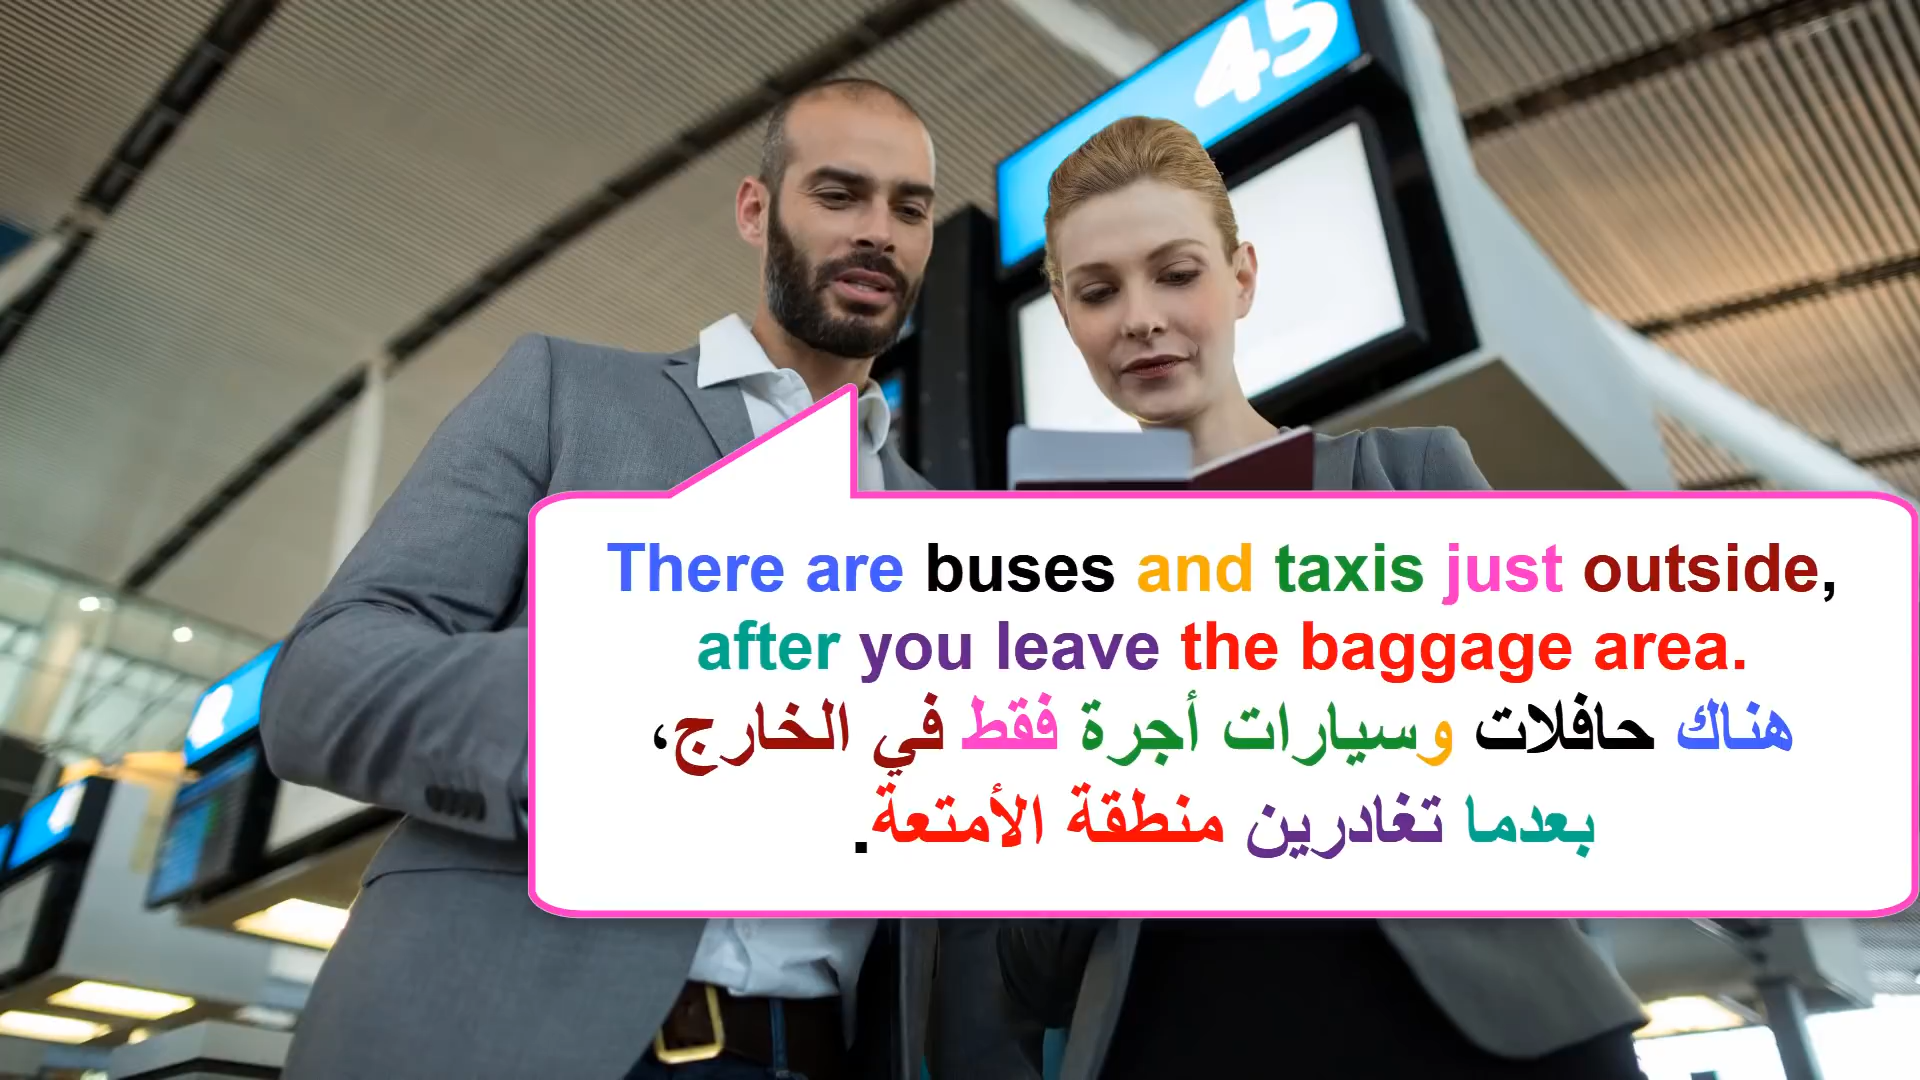 45
There are buses and taxis just outside,
after you leave the baggage area.
هناك حافلات وسيارات أجرة فقط في الخارج،
بعدما تغادرين منطقة الأمتعة.